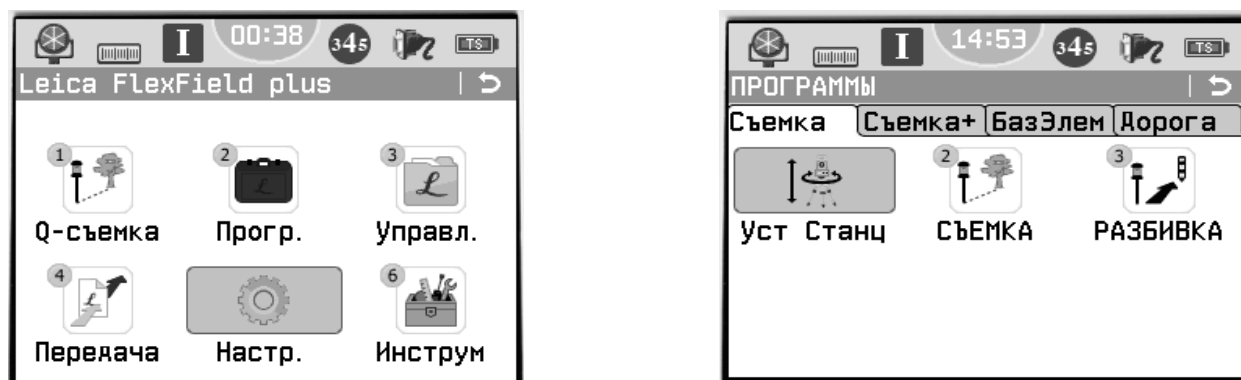 I 00:38 345 TS
Leica FlexField plus
1 2 3
Q-съемка Прогр. Управл.
4 6
Передача Настр. Инструм
I 14:53 345 TS
ПРОГРАММЫ
Съемка Съемка+ БазЭлем Дорога
2 3
Уст Станц СЪЕМКА РАЗБИВКА